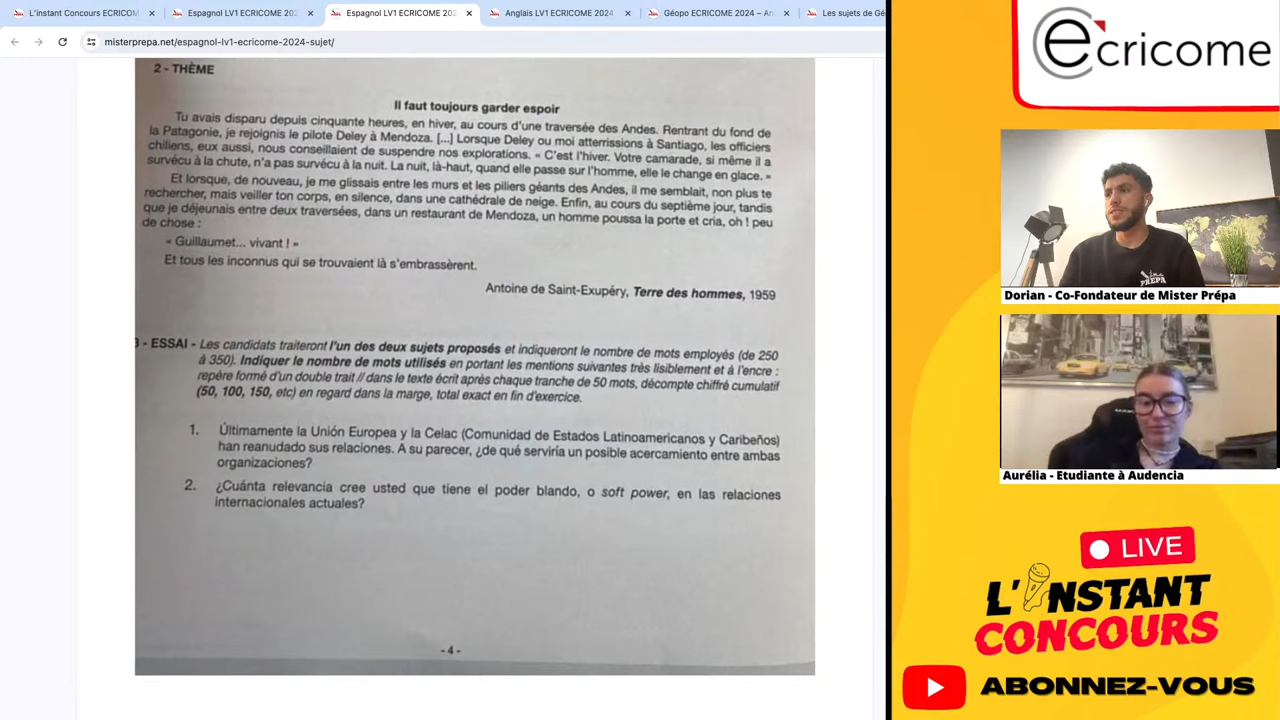 L'instant Concours ECRICOM
Espagnol LV1 ECRICOME 202
Espagnol LV1 ECRICOME 202
Anglais LV1 ECRICOME 2024
Géopo ECRICOME 2024 – An
Les sujets de Gé
misterprepa.net/espagnol-lv1-ecricome-2024-sujet/
2 - THÈME
Il faut toujours garder espoir
Tu avais disparu depuis cinquante heures, en hiver, au cours d'une traversée des Andes. Rentrant du fond de
la Patagonie, je rejoignis le pilote Deley à Mendoza. [...] Lorsque Deley ou moi atterrissions à Santiago, les officiers
chiliens, eux aussi, nous conseillaient de suspendre nos explorations. « C'est l'hiver. Votre camarade, si même il a
survécu à la chute, n'a pas survécu à la nuit. La nuit, là-haut, quand elle passe sur l'homme, elle le change en glace. »
Et lorsque, de nouveau, je me glissais entre les murs et les piliers géants des Andes, il me semblait, non plus te
rechercher, mais veiller ton corps, en silence, dans une cathédrale de neige. Enfin, au cours du septième jour, tandis
que je déjeunais entre deux traversées, dans un restaurant de Mendoza, un homme poussa la porte et cria, oh ! peu
de chose :
« Guillaumet... vivant ! »
Et tous les inconnus qui se trouvaient là s'embrassèrent.
Antoine de Saint-Exupéry, Terre des hommes, 1959
3 - ESSAI - Les candidats traiteront l'un des deux sujets proposés et indiqueront le nombre de mots employés (de 250
à 350). Indiquer le nombre de mots utilisés en portant les mentions suivantes très lisiblement et à l'encre :
repère formé d'un double trait // dans le texte écrit après chaque tranche de 50 mots, décompte chiffré cumulatif
(50, 100, 150, etc) en regard dans la marge, total exact en fin d'exercice.
1. Últimamente la Unión Europea y la Celac (Comunidad de Estados Latinoamericanos y Caribeños)
han reanudado sus relaciones. A su parecer, ¿de qué serviría un posible acercamiento entre ambas
organizaciones?
2. ¿Cuánta relevancia cree usted que tiene el poder blando, o soft power, en las relaciones
internacionales actuales?
- 4 -
ecricome
PRÉPA
Dorian - Co-Fondateur de Mister Prépa
Aurélia - Etudiante à Audencia
LIVE
L'INSTANT
CONCOURS
ABONNEZ-VOUS